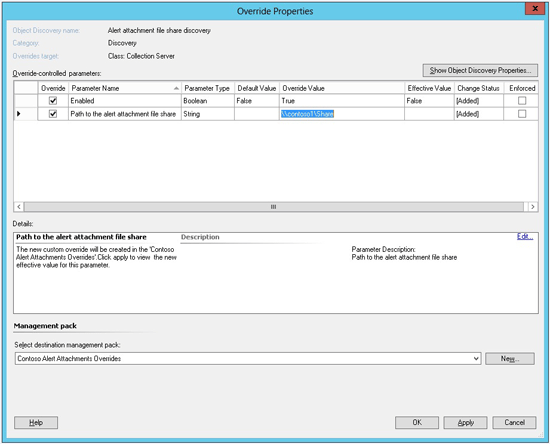 Override Properties
x
Object Discovery name: Alert attachment file share discovery
Category: Discovery
Overrides target: Class: Collection Server
Override-controlled parameters:
Show Object Discovery Properties...
Override Parameter Name Parameter Type Default Value Override Value Effective Value Change Status Enforced
Enabled Boolean False True False [Added]
Path to the alert attachment file share String \\contoso1\Share [Added]
Details:
Path to the alert attachment file share Description Edit...
The new custom override will be created in the 'Contoso Parameter Description:
Alert Attachments Overrides'.Click apply to view the new Path to the alert attachment file share
effective value for this parameter.
Management pack
Select destination management pack:
Contoso Alert Attachments Overrides New...
Help OK Apply Cancel